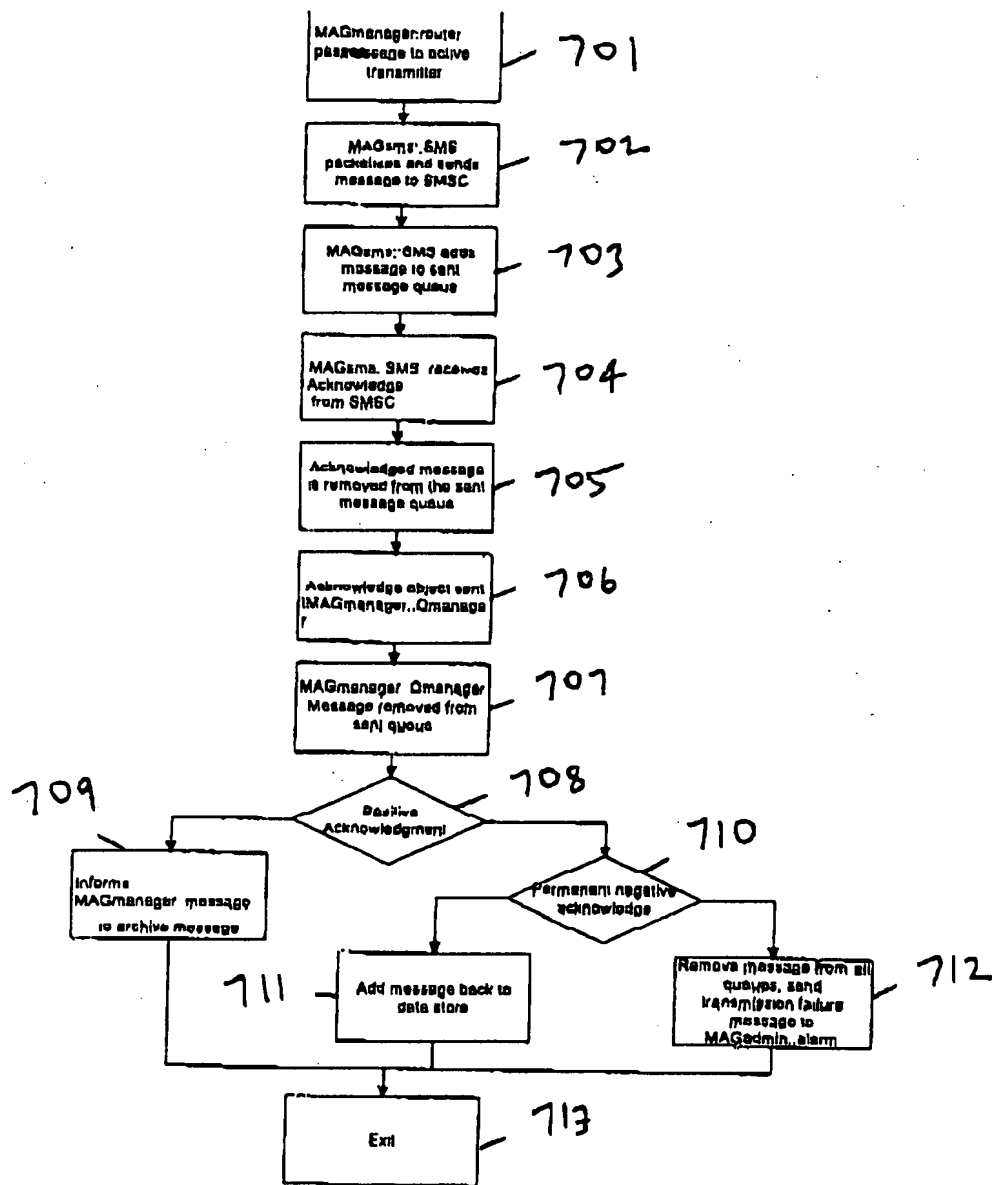 MAGmanager:router
passmessage to active
transmitter
701
MAGsms:.SMS
packetises and sends
message to SMSC
702
MAGsms::SMS adds
message to sent
message queue
703
MAGsms. SMS receives
Acknowledge
from SMSC
704
Acknowledged message
is removed from the sent
message queue
705
Acknowledge object sent
MAGmanager..Qmanage
r
706
MAGmanager Qmanager
Message removed from
sent queue
707
Positive
Acknowledgment
708
709
Informs
MAGmanager message
to archive message
Permanent negative
acknowledge
710
711
Add message back to
data store
Remove message from all
queues, send
transmission failure
message to
MAGadmin..alarm
712
Exit
713